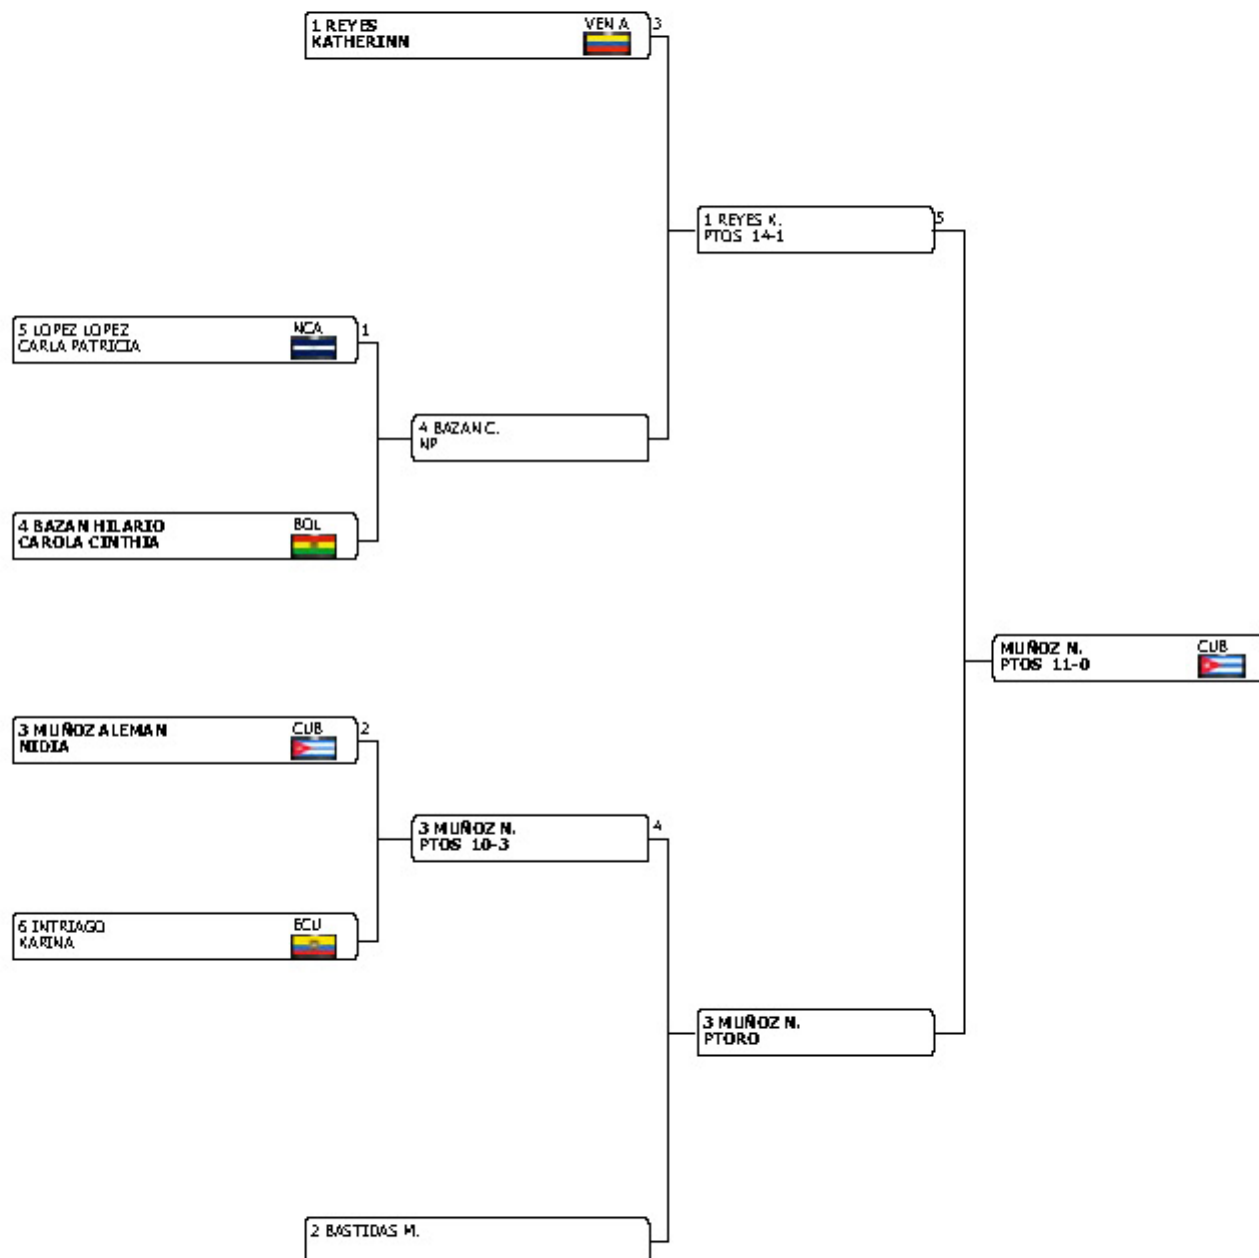 1 REYES
KATHERINN
VEN A
3
1 REYES K.
PTOS 14-1
5
5 LOPEZ LOPEZ
CARLA PATRICIA
NCA
1
4 BAZAN C.
NP
4 BAZAN HILARIO
CAROLA CINTHIA
BOL
MUÑOZ N.
PTOS 11-0
CUB
3 MUÑOZ ALEMAN
NIDIA
CUB
2
3 MUÑOZ N.
PTOS 10-3
4
6 INTRIAGO
KARINA
ECU
3 MUÑOZ N.
PTORO
2 BASTIDAS M.